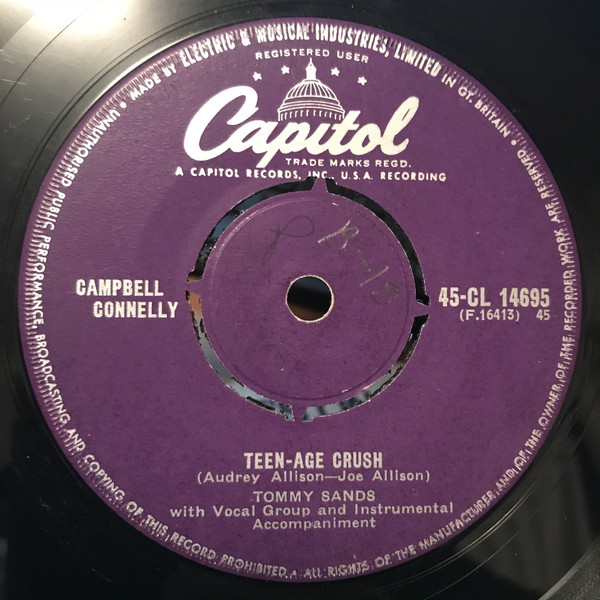 MADE BY ELECTRIC & MUSICAL INDUSTRIES, LIMITED IN GT. BRITAIN •
REGISTERED USER
Capitol
TRADE MARKS REGD.
A CAPITOL RECORDS, INC., U.S.A. RECORDING
CAMPBELL
CONNELLY
45-CL 14695
(F.16413) 45
TEEN-AGE CRUSH
(Audrey Allison—Joe Allison)
TOMMY SANDS
with Vocal Group and Instrumental
Accompaniment
UNAUTHORISED PUBLIC PERFORMANCE, BROADCASTING AND COPYING OF THIS RECORD PROHIBITED • ALL RIGHTS OF THE MANUFACTURER AND OF THE OWNER OF THE RECORDED WORK ARE RESERVED